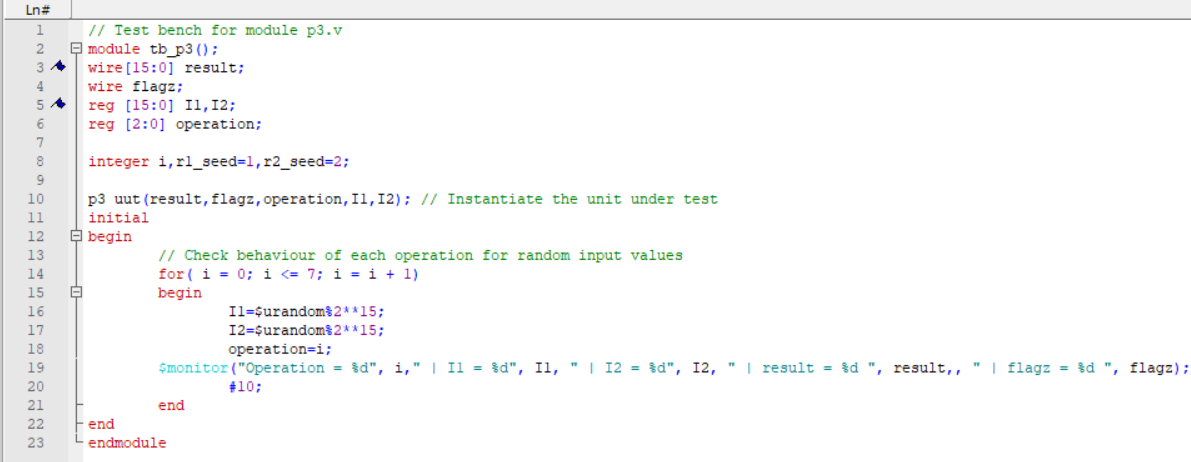 Ln#
1 // Test bench for module p3.v
2 module tb_p3();
3 wire[15:0] result;
4 wire flagz;
5 reg [15:0] I1,I2;
6 reg [2:0] operation;
7
8 integer i,r1_seed=1,r2_seed=2;
9
10 p3 uut(result,flagz,operation,I1,I2); // Instantiate the unit under test
11 initial
12 begin
13 // Check behaviour of each operation for random input values
14 for( i = 0; i <= 7; i = i + 1)
15 begin
16 I1=$urandom%2**15;
17 I2=$urandom%2**15;
18 operation=i;
19 $monitor("Operation = %d", i," | I1 = %d", I1, " | I2 = %d", I2, " | result = %d ", result,, " | flagz = %d ", flagz);
20 #10;
21 end
22 end
23 endmodule